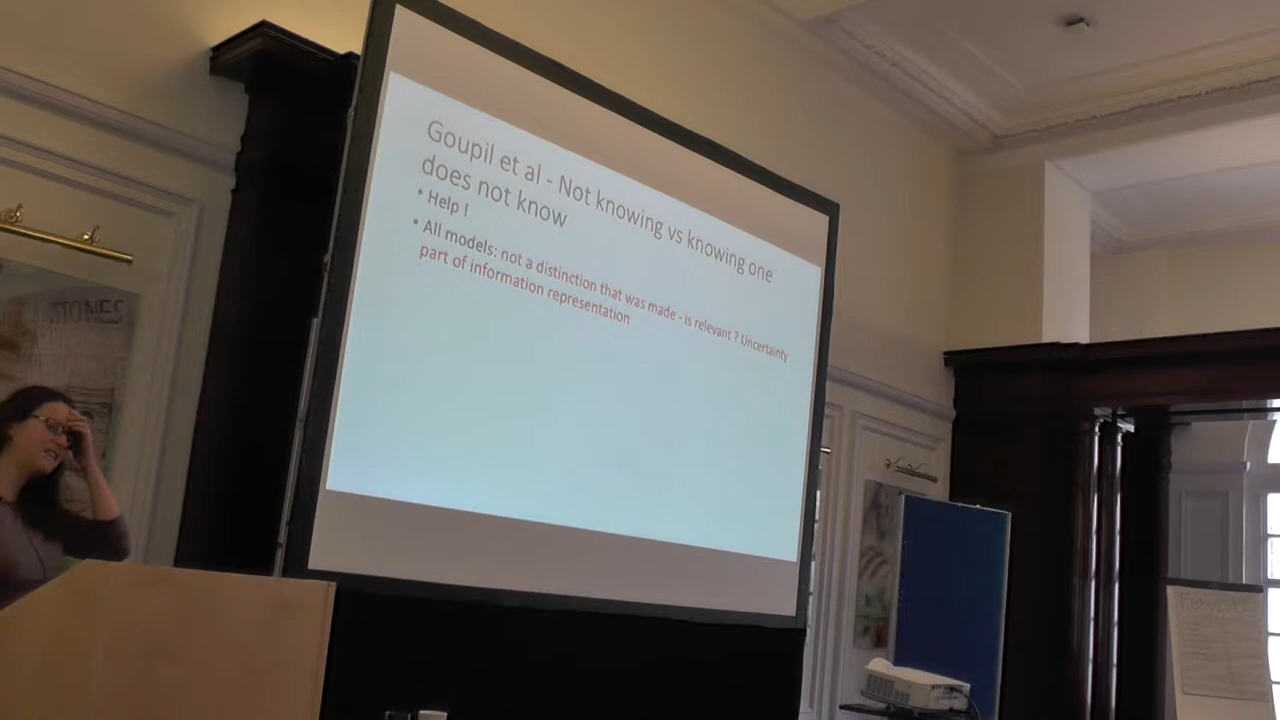 Goupil et al - Not knowing vs knowing one
does not know
• Help !
• All models: not a distinction that was made - is relevant ? Uncertainty
part of information representation
STONES